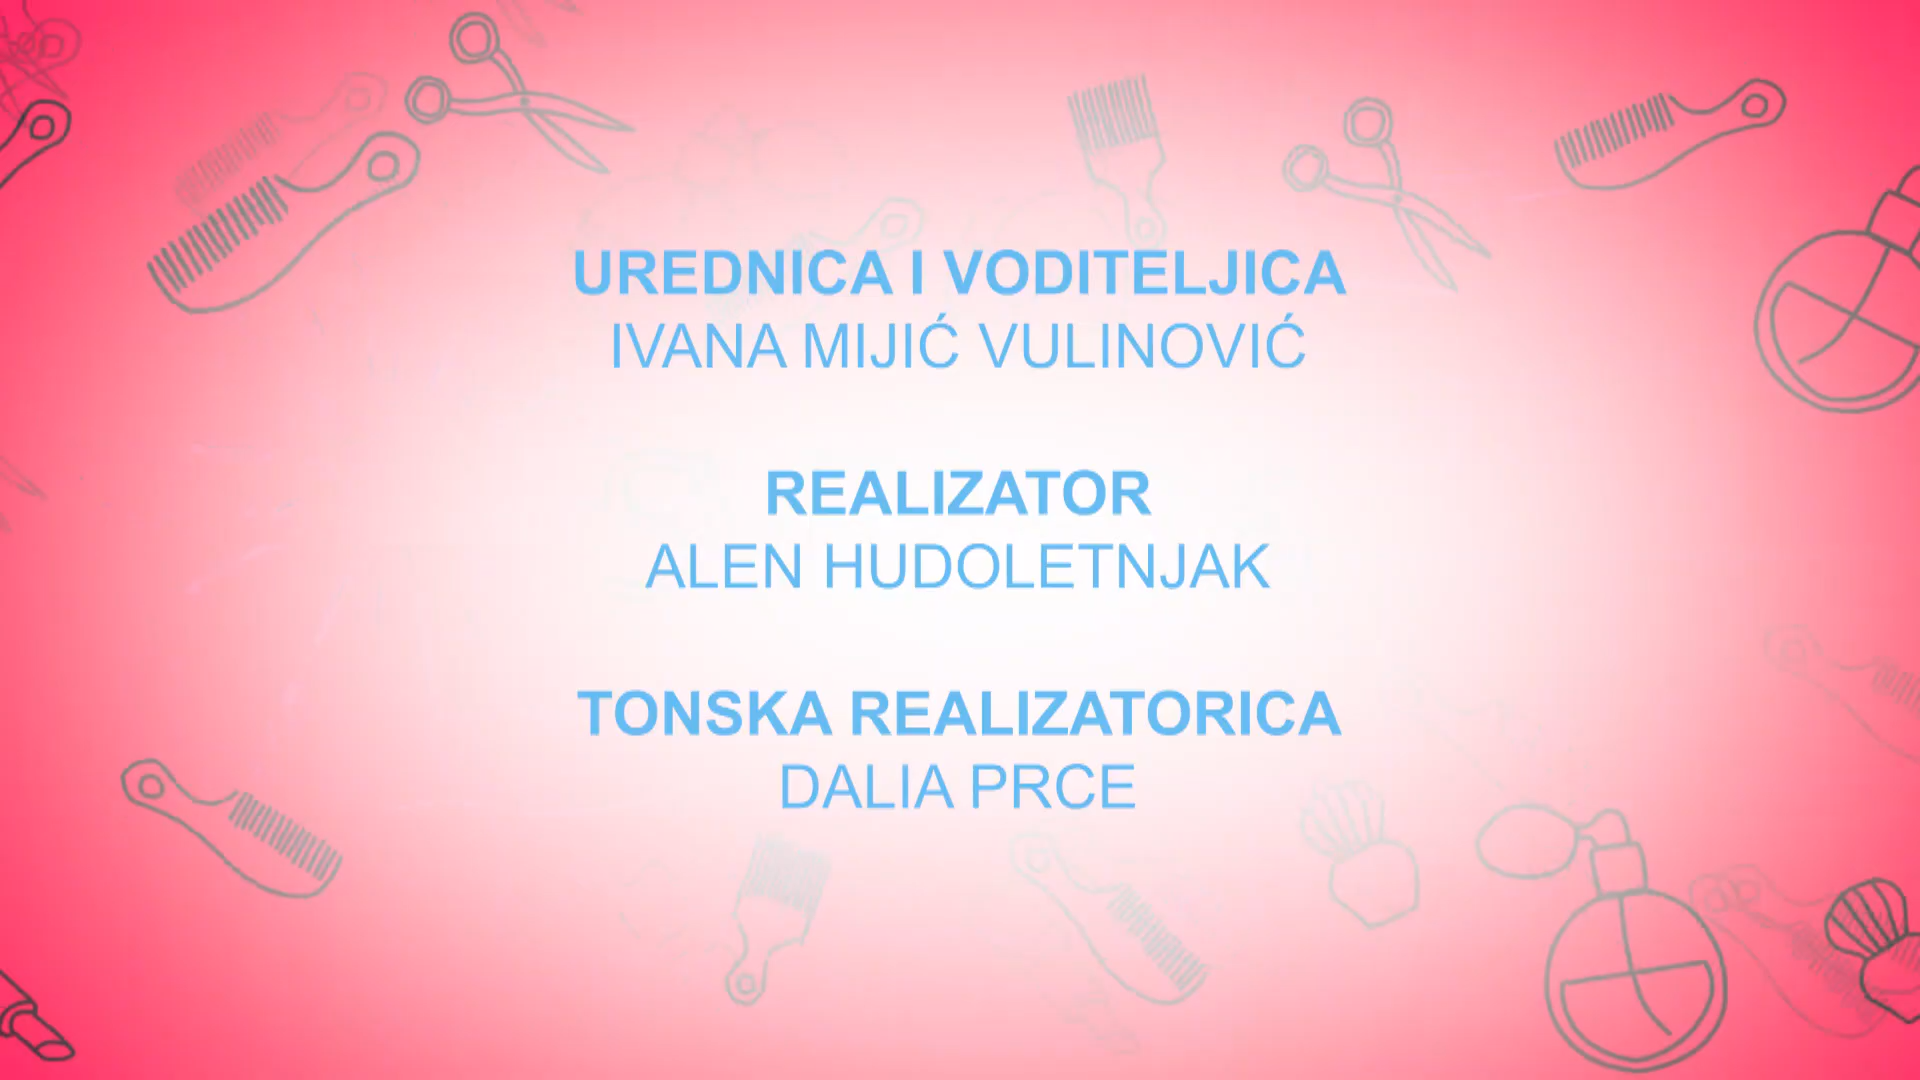 UREDNICA I VODITELJICA
IVANA MIJIĆ VULINOVIĆ
REALIZATOR
ALEN HUDOLETNJAK
TONSKA REALIZATORICA
DALIA PRCE